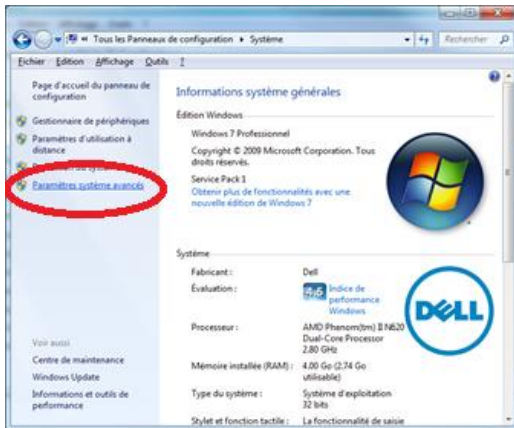 Tous les Panneaux de configuration ▸ Système
Rechercher
Fichier Edition Affichage Outils ?
Page d'accueil du panneau de
configuration
Gestionnaire de périphériques
Paramètres d'utilisation à
distance
Paramètres système avancés
Voir aussi
Centre de maintenance
Windows Update
Informations et outils de
performance
Informations système générales
Édition Windows
Windows 7 Professionnel
Copyright © 2009 Microsoft Corporation. Tous
droits réservés.
Service Pack 1
Obtenir plus de fonctionnalités avec une
nouvelle édition de Windows
7
Système
Fabricant : Dell
Évaluation : 4,6 Indice de
performance
Windows
Processeur : AMD Phenom(tm) II N620
Dual-Core Processor
2.80 GHz
Mémoire installée (RAM) : 4,00 Go (2,74 Go
utilisable)
Type du système : Système d'exploitation
32 bits
Stylet et fonction tactile : La fonctionnalité de saisie
DELL